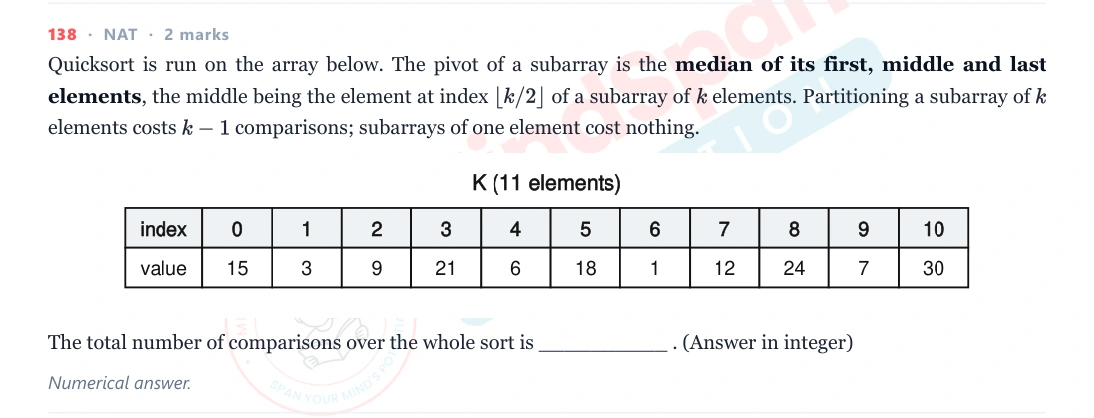 138 · NAT · 2 marks
Quicksort is run on the array below. The pivot of a subarray is the median of its first, middle and last
elements, the middle being the element at index ⌊k/2⌋ of a subarray of k elements. Partitioning a subarray of k
elements costs k − 1 comparisons; subarrays of one element cost nothing.
K (11 elements)
index 0 1 2 3 4 5 6 7 8 9 10
value 15 3 9 21 6 18 1 12 24 7 30
The total number of comparisons over the whole sort is __________ . (Answer in integer)
SPAN YOUR MIND'S
Numerical answer.